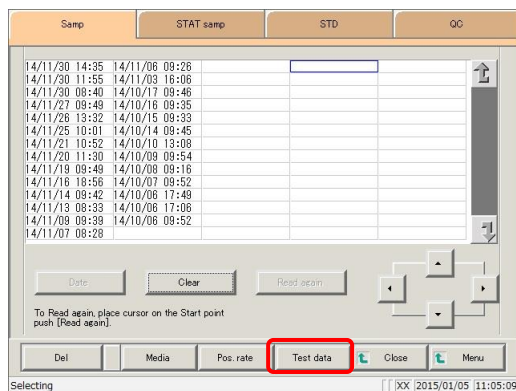 Samp STAT samp STD QC
14/11/30 14:35 14/11/06 09:26
14/11/30 11:55 14/11/03 16:06
14/11/30 08:40 14/10/17 09:46
14/11/27 09:49 14/10/16 09:35
14/11/26 13:32 14/10/15 09:33
14/11/25 10:01 14/10/14 09:45
14/11/21 10:52 14/10/10 13:08
14/11/20 11:30 14/10/09 09:54
14/11/19 09:49 14/10/08 09:16
14/11/16 18:56 14/10/07 09:52
14/11/14 09:42 14/10/06 17:49
14/11/13 08:33 14/10/06 17:06
14/11/09 09:39 14/10/06 09:52
14/11/07 08:28
Date Clear Read again
To Read again, place cursor on the Start point
push [Read again].
Del Media Pos. rate Test data Close Menu
Selecting XX 2015/01/05 11:05:09